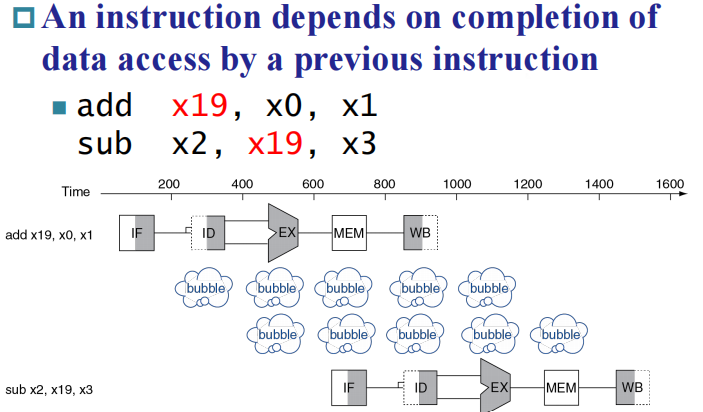 An instruction depends on completion of
data access by a previous instruction
add x19, x0, x1
sub x2, x19, x3
Time 200 400 600 800 1000 1200 1400 1600
add x19, x0, x1 IF ID EX MEM WB
bubble bubble bubble bubble bubble
bubble bubble bubble bubble bubble
sub x2, x19, x3 IF ID EX MEM WB